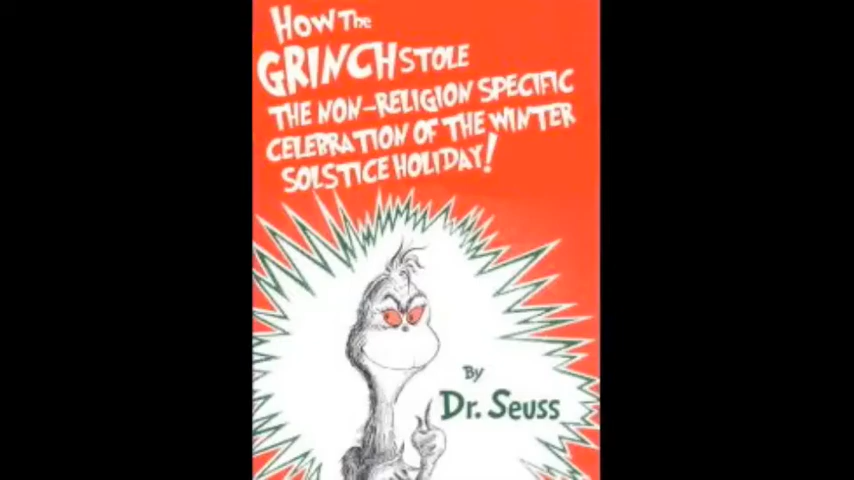 How The
GRINCH STOLE
THE NON-RELIGION SPECIFIC
CELEBRATION OF THE WINTER
SOLSTICE HOLIDAY!
By
Dr. Seuss